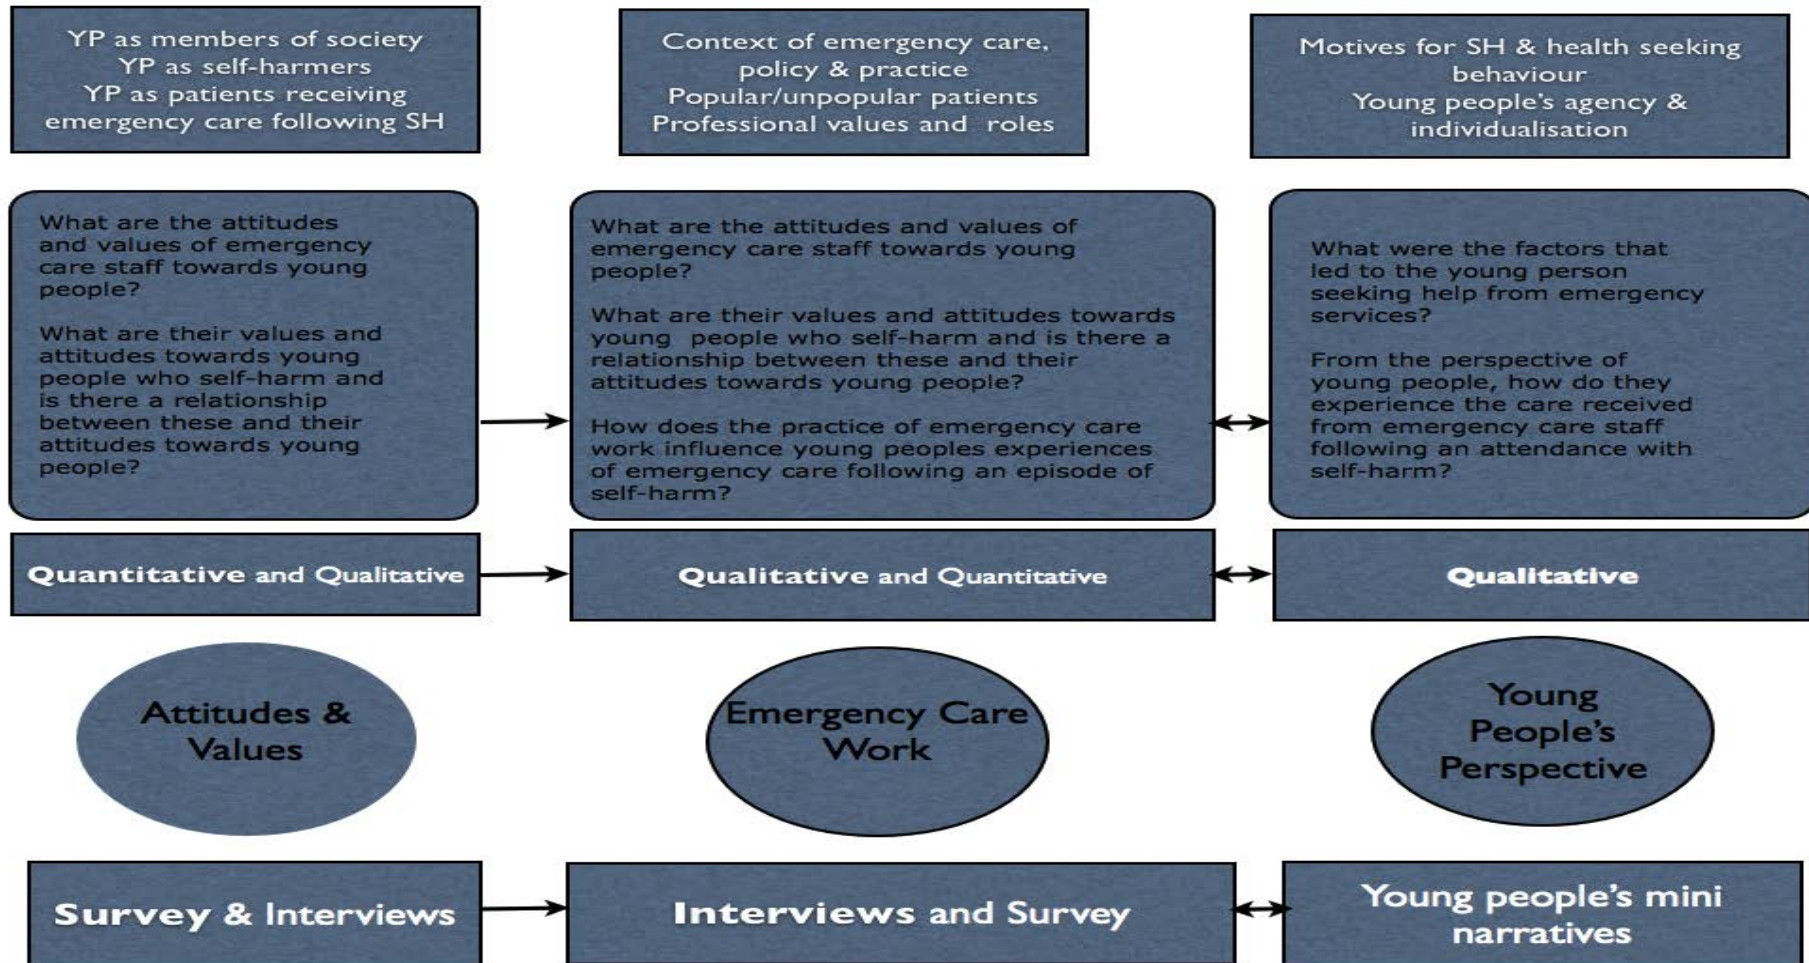 YP as members of society
YP as self-harmers
YP as patients receiving
emergency care following SH
Context of emergency care,
policy & practice
Popular/unpopular patients
Professional values and roles
Motives for SH & health seeking
behaviour
Young people's agency &
individualisation
What are the attitudes
and values of emergency
care staff towards young
people?
What are their values and
attitudes towards young
people who self-harm and
is there a relationship
between these and their
attitudes towards young
people?
What are the attitudes and values of
emergency care staff towards young
people?
What are their values and attitudes towards
young people who self-harm and is there a
relationship between these and their
attitudes towards young people?
How does the practice of emergency care
work influence young peoples experiences
of emergency care following an episode of
self-harm?
What were the factors that
led to the young person
seeking help from emergency
services?
From the perspective of
young people, how do they
experience the care received
from emergency care staff
following an attendance with
self-harm?
Quantitative and Qualitative
Qualitative and Quantitative
Qualitative
Attitudes &
Values
Emergency Care
Work
Young
People's
Perspective
Survey & Interviews
Interviews and Survey
Young people's mini
narratives